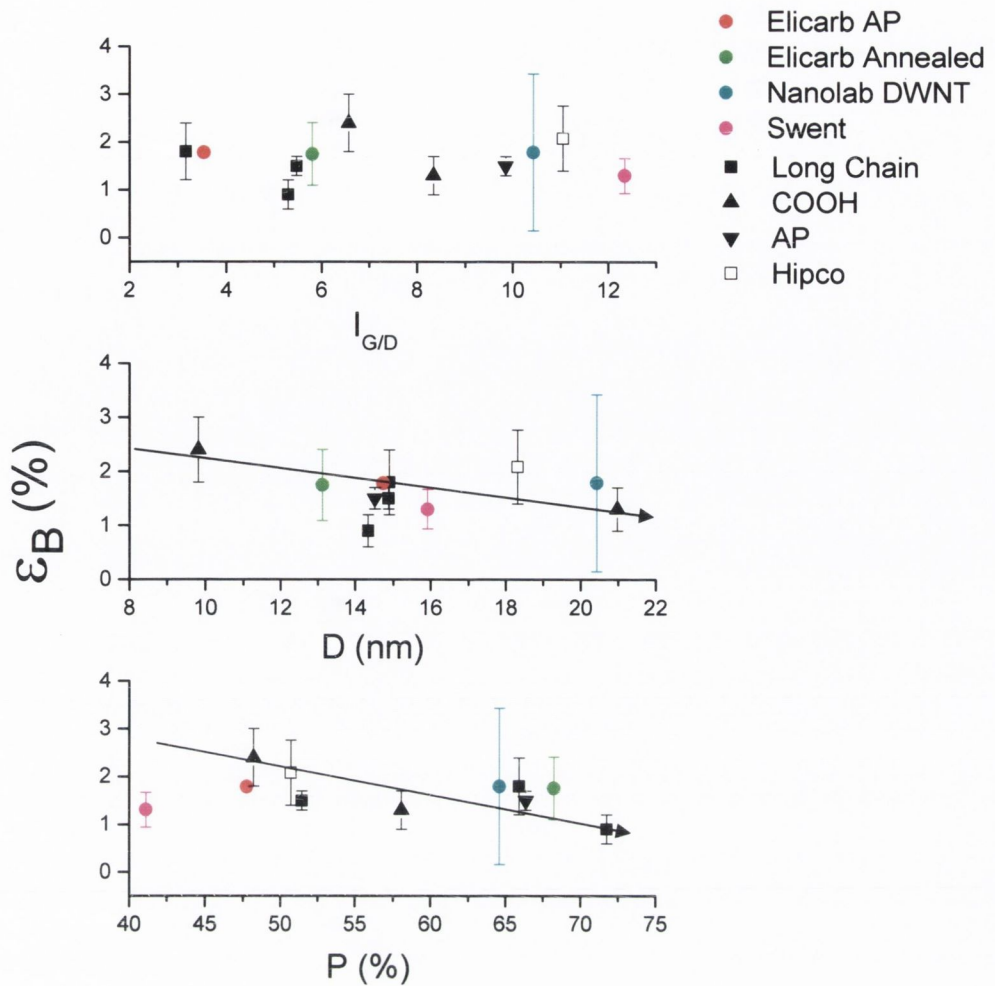 Elicarb AP
Elicarb Annealed
Nanolab DWNT
Swent
Long Chain
COOH
AP
Hipco
4
3
2
1
0
2 4 6 8 10 12
I G/D
4
3
2
1
0
8 10 12 14 16 18 20 22
D (nm)
εB (%)
4
3
2
1
0
40 45 50 55 60 65 70 75
P (%)